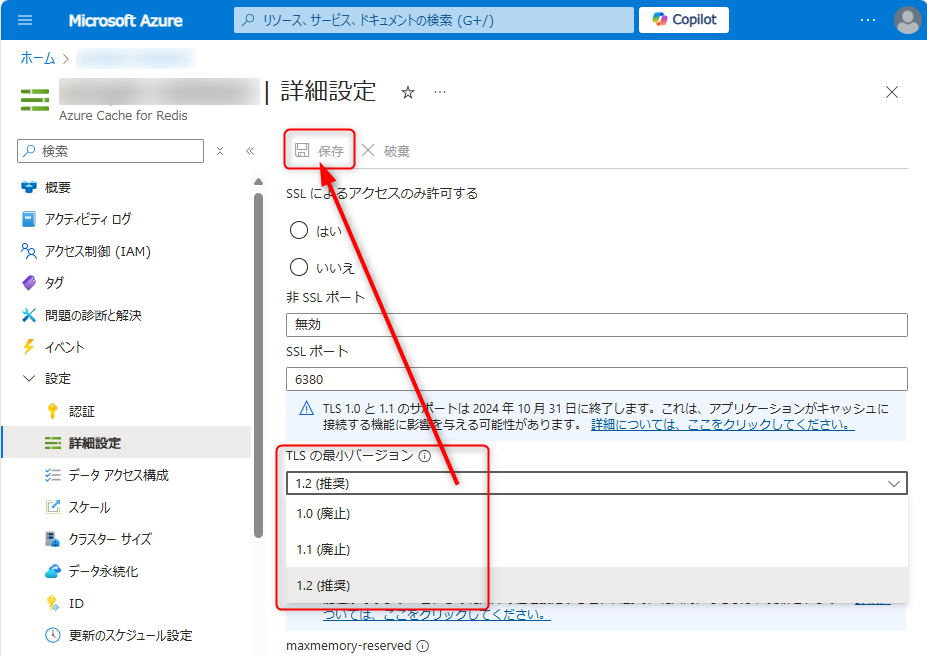 Microsoft Azure
リソース、サービス、ドキュメントの検索 (G+/)
Copilot
ホーム
| 詳細設定
Azure Cache for Redis
検索
概要
アクティビティ ログ
アクセス制御 (IAM)
タグ
問題の診断と解決
イベント
設定
認証
詳細設定
データ アクセス構成
スケール
クラスター サイズ
データ永続化
ID
更新のスケジュール設定
保存
破棄
SSL によるアクセスのみ許可する
はい
いいえ
非 SSL ポート
無効
SSL ポート
6380
TLS 1.0 と 1.1 のサポートは 2024 年 10 月 31 日に終了します。これは、アプリケーションがキャッシュに
接続する機能に影響を与える可能性があります。 詳細については、ここをクリックしてください。
TLS の最小バージョン
1.2 (推奨)
1.0 (廃止)
1.1 (廃止)
1.2 (推奨)
ついては、ここをクリックしてください。
maxmemory-reserved